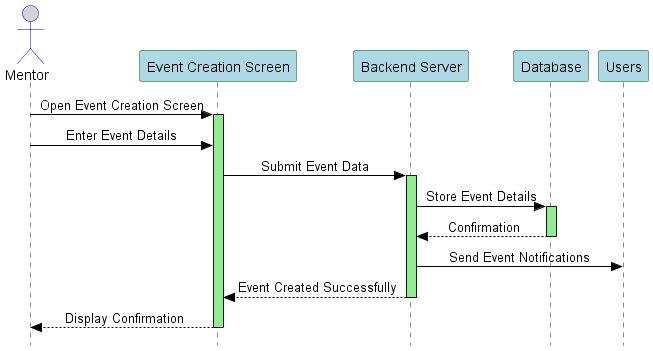 Mentor
Event Creation Screen
Backend Server
Database
Users
Open Event Creation Screen
Enter Event Details
Submit Event Data
Store Event Details
Confirmation
Send Event Notifications
Event Created Successfully
Display Confirmation